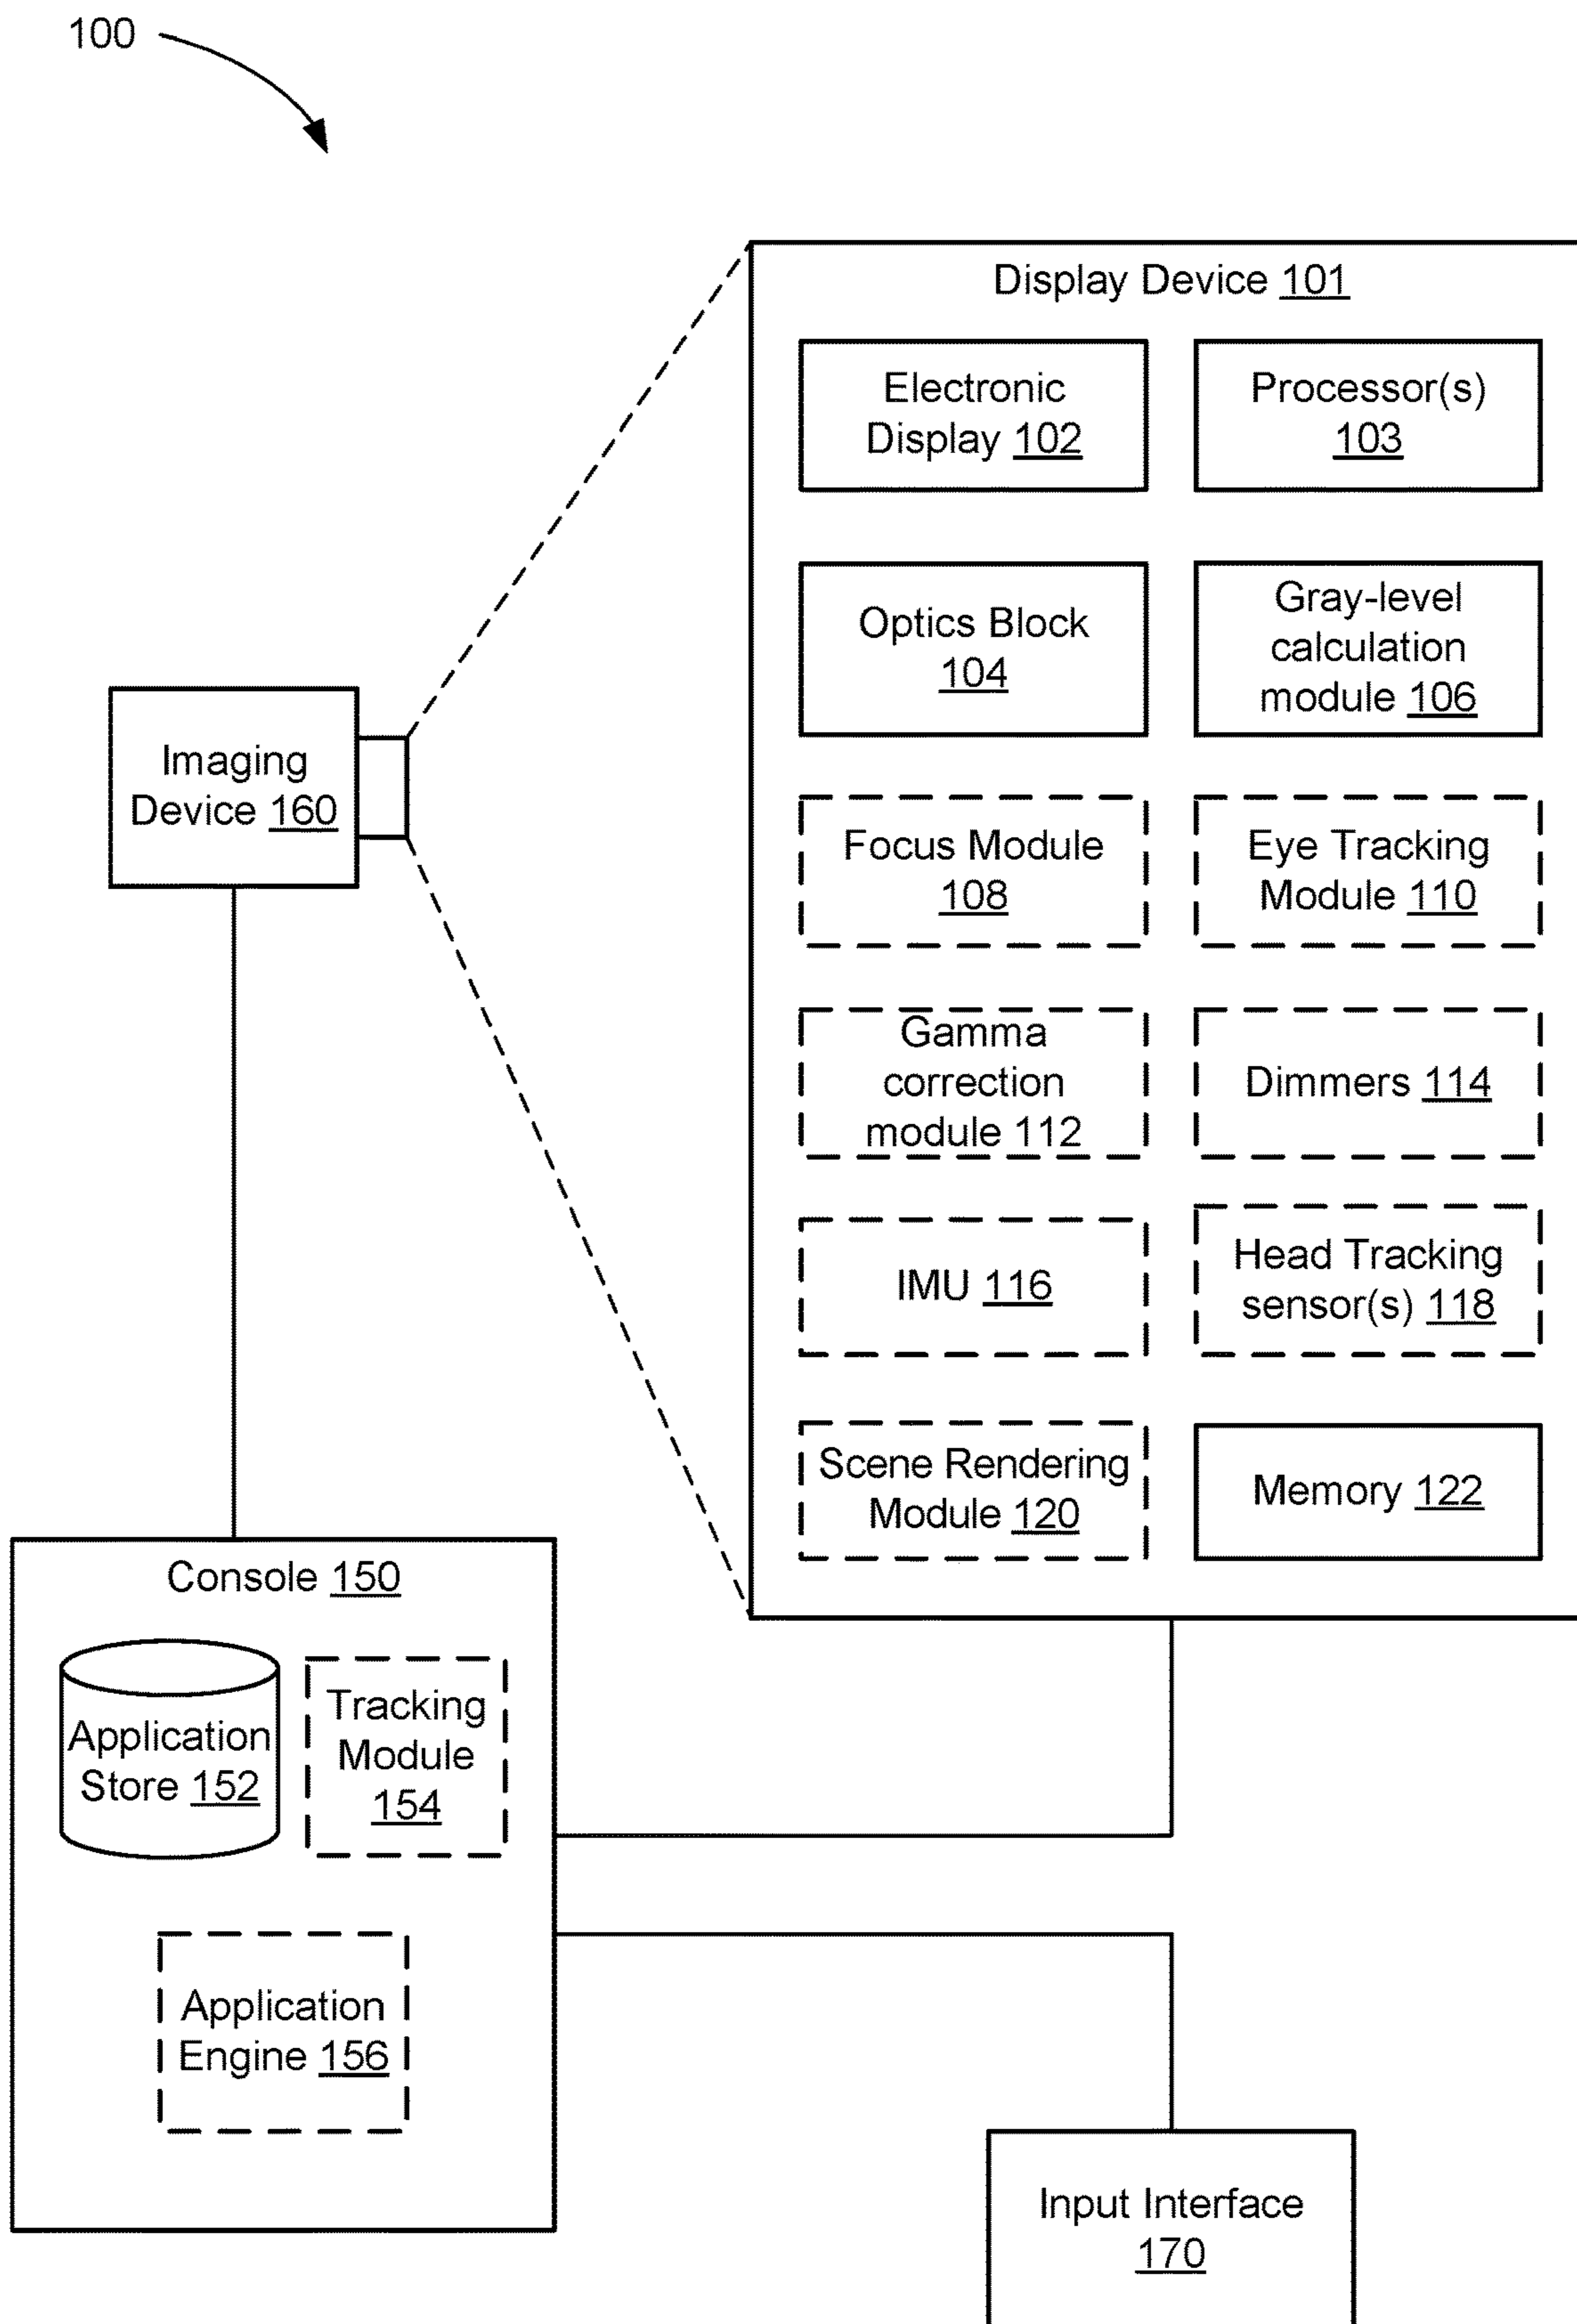 100
Display Device 101
Electronic
Display 102
Processor(s)
103
Optics Block
104
Gray-level
calculation
module 106
Imaging
Device 160
Focus Module
108
Eye Tracking
Module 110
Gamma
correction
module 112
Dimmers 114
IMU 116
Head Tracking
sensor(s) 118
Scene Rendering
Module 120
Memory 122
Console 150
Application
Store 152
Tracking
Module
154
Application
Engine 156
Input Interface
170